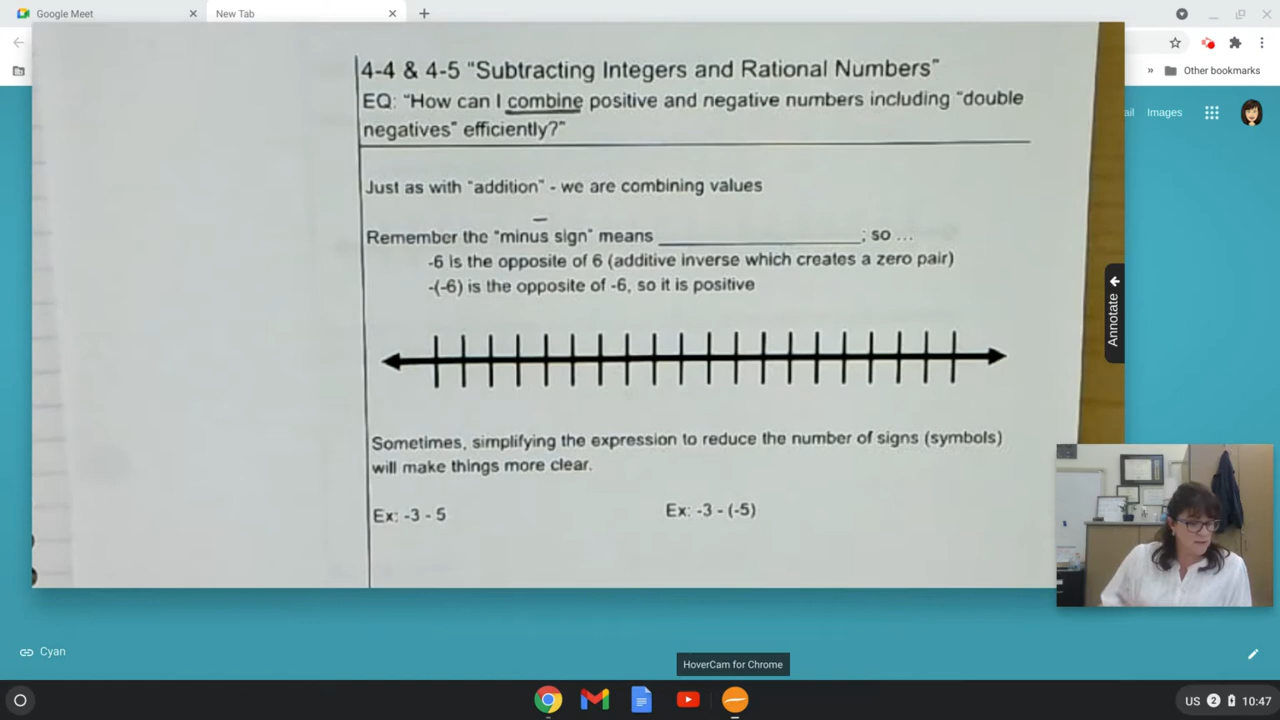 Google Meet
New Tab
Other bookmarks
Images
4-4 & 4-5 “Subtracting Integers and Rational Numbers”
EQ: “How can I combine positive and negative numbers including “double
negatives” efficiently?”
Just as with “addition” - we are combining values
Remember the “minus sign” means ____________________; so ...
-6 is the opposite of 6 (additive inverse which creates a zero pair)
-(-6) is the opposite of -6, so it is positive
Annotate
Sometimes, simplifying the expression to reduce the number of signs (symbols)
will make things more clear.
Ex: -3 - 5
Ex: -3 - (-5)
Cyan
HoverCam for Chrome
US 2 10:47